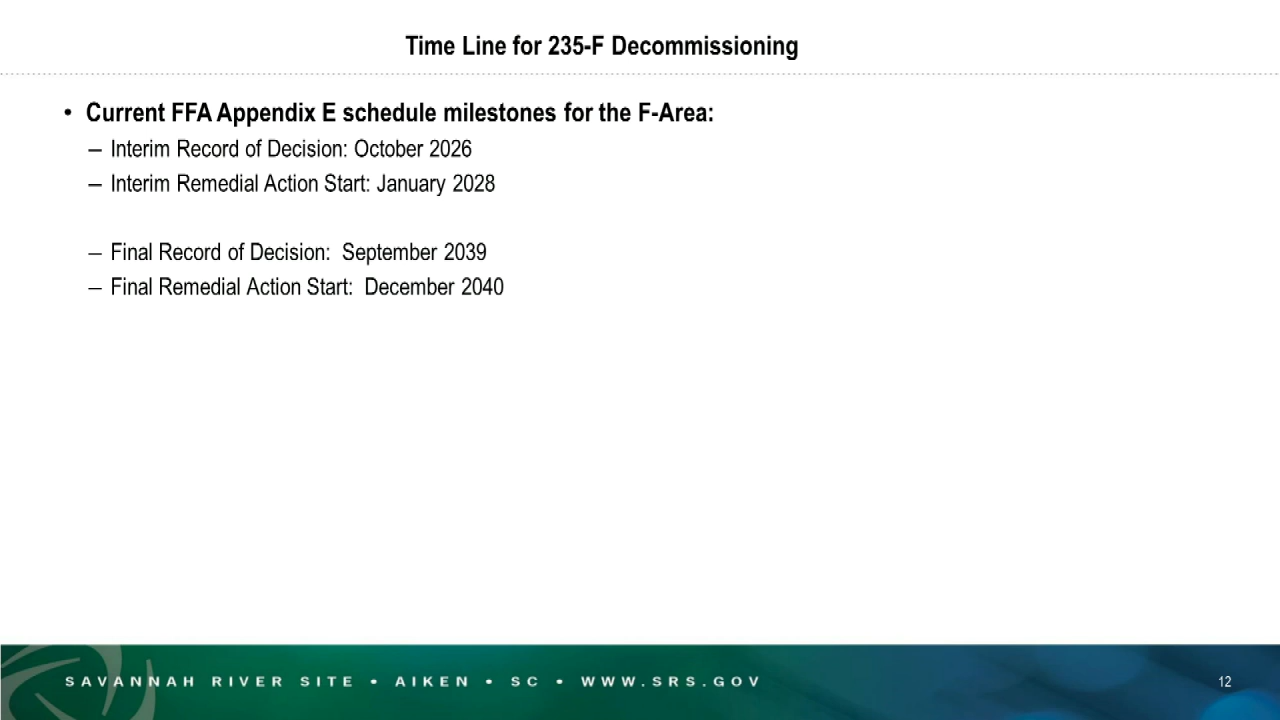 Time Line for 235-F Decommissioning
• Current FFA Appendix E schedule milestones for the F-Area:
– Interim Record of Decision: October 2026
– Interim Remedial Action Start: January 2028
– Final Record of Decision: September 2039
– Final Remedial Action Start: December 2040
SAVANNAH RIVER SITE • AIKEN • SC • WWW.SRS.GOV
12